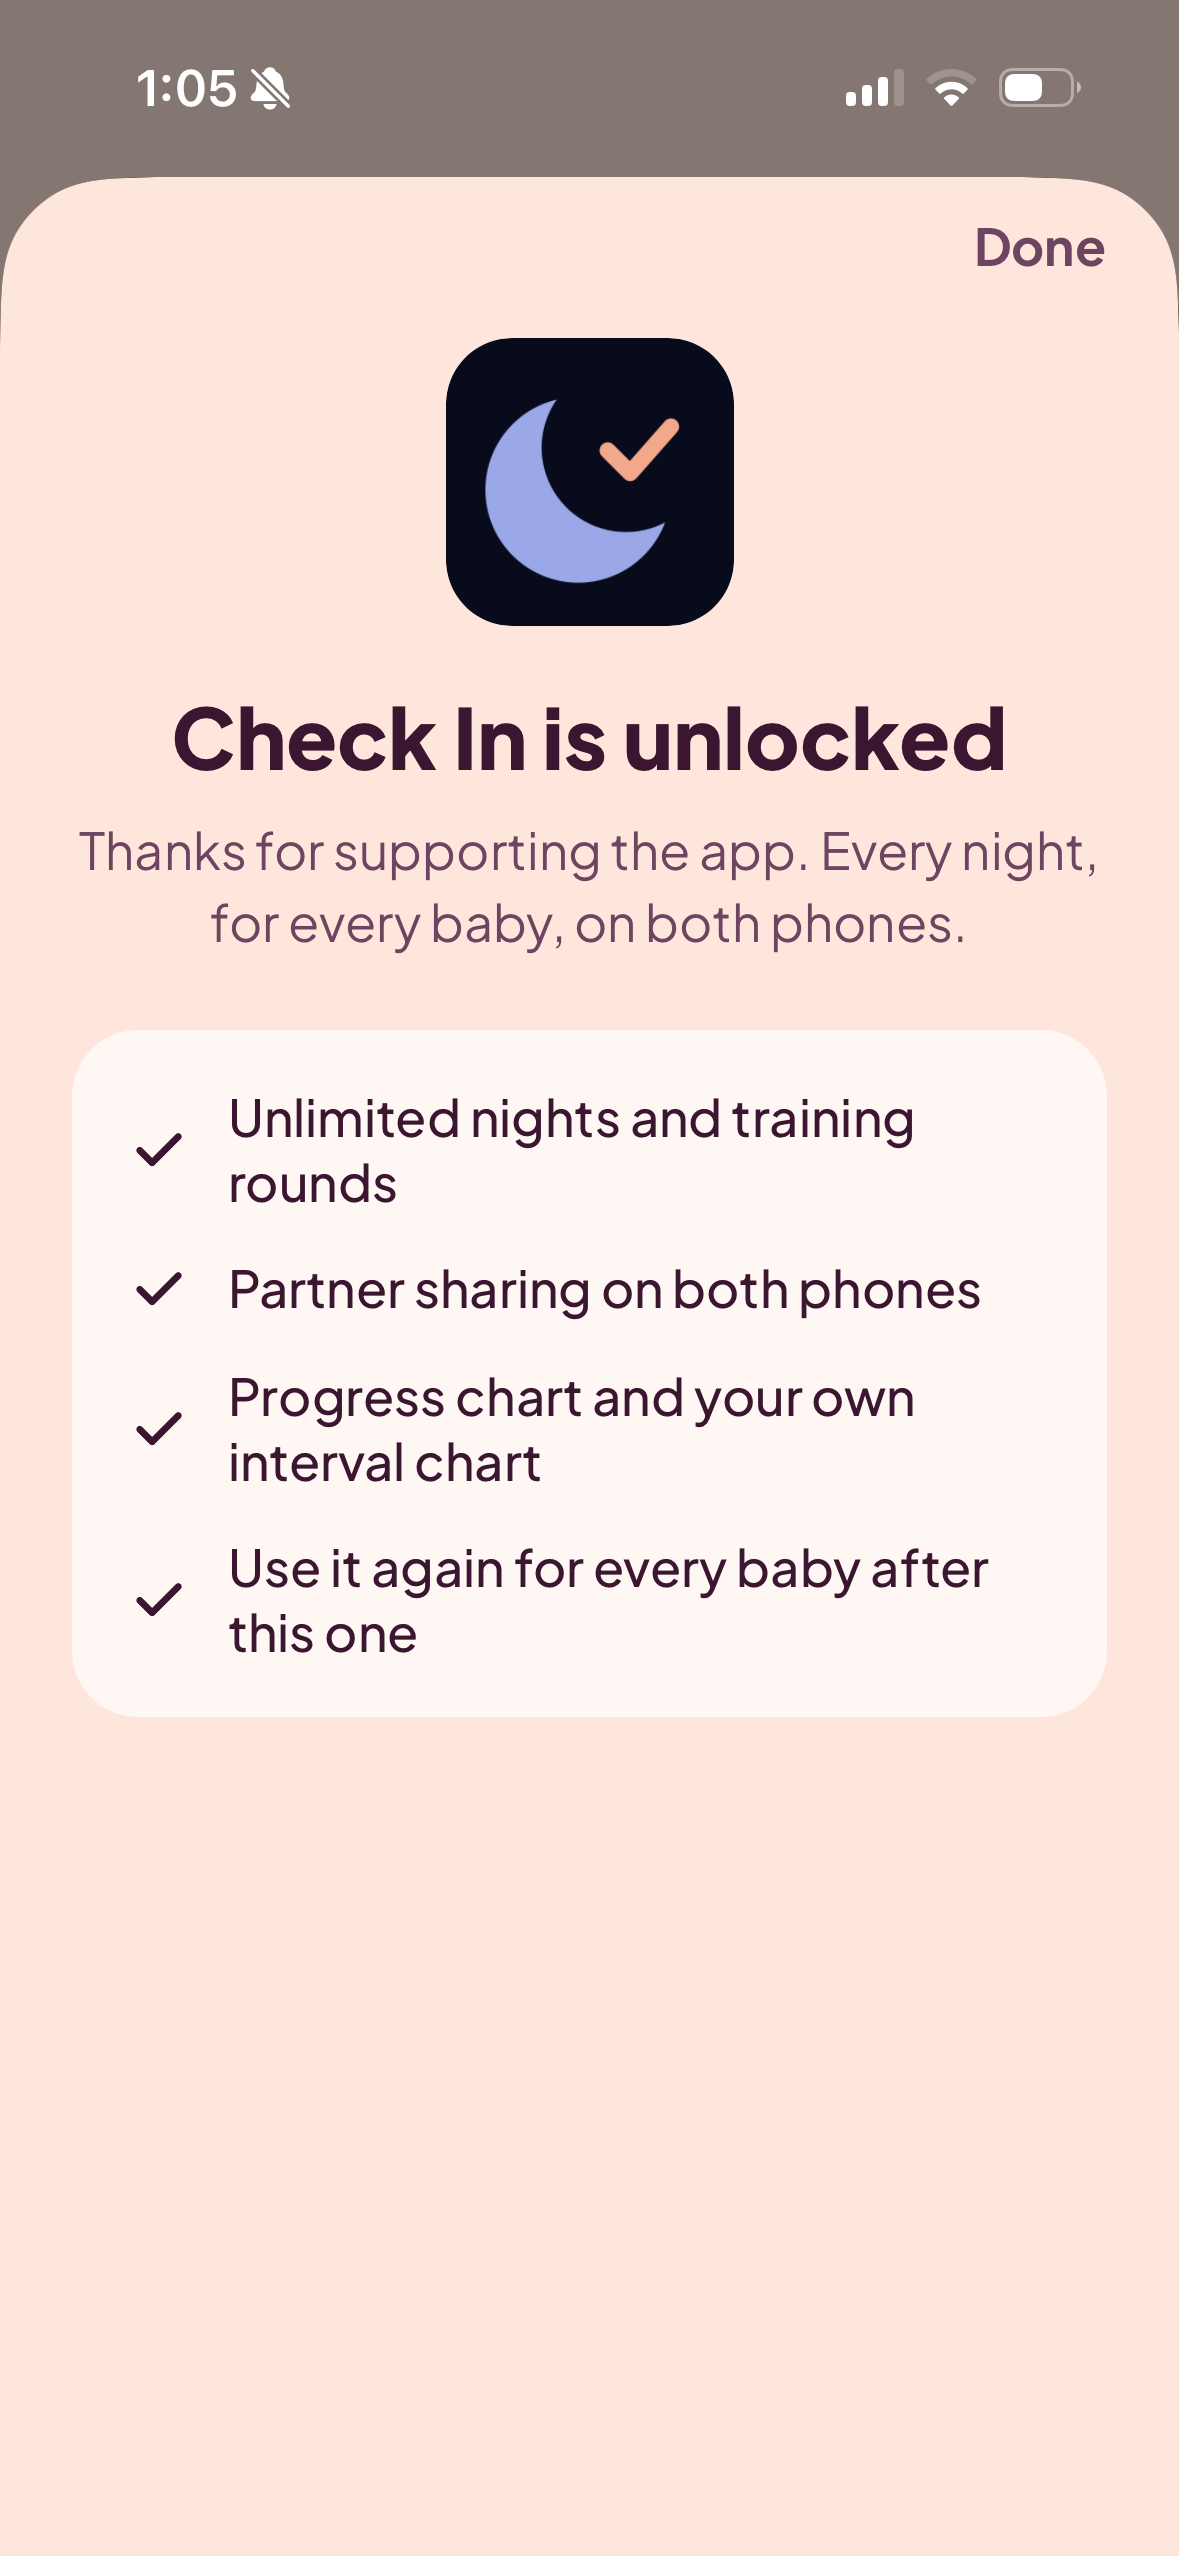 1:05
Done
Check In is unlocked
Thanks for supporting the app. Every night,
for every baby, on both phones.
Unlimited nights and training
rounds
Partner sharing on both phones
Progress chart and your own
interval chart
Use it again for every baby after
this one